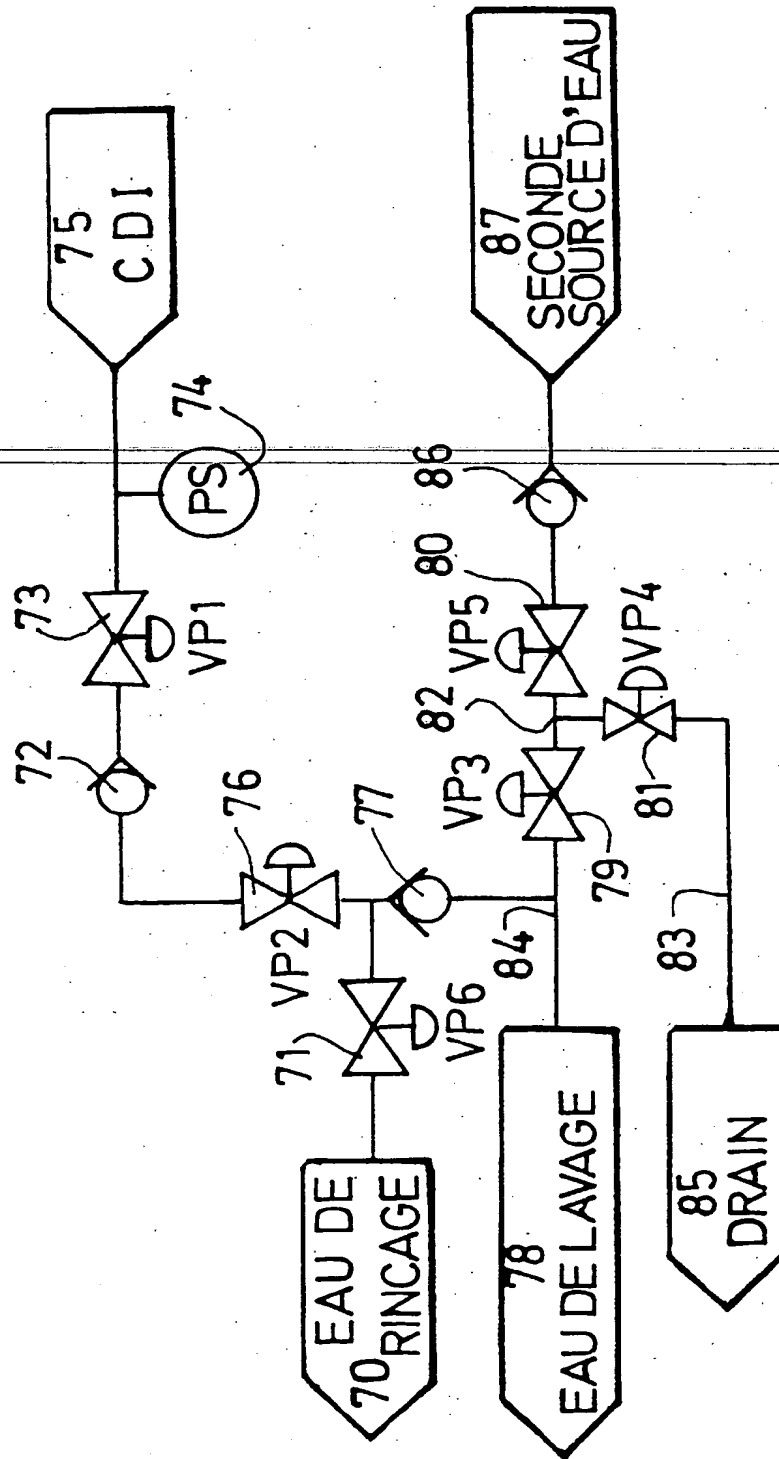 75
CDI
74
PS
73
VP1
72
76
VP2
77
71
VP6
EAU DE
70 RINCAGE
87
SECONDE
SOURCE D'EAU
86
80
VP5
82
VP4
81
VP3
79
84
83
78
EAU DE LAVAGE
85
DRAIN